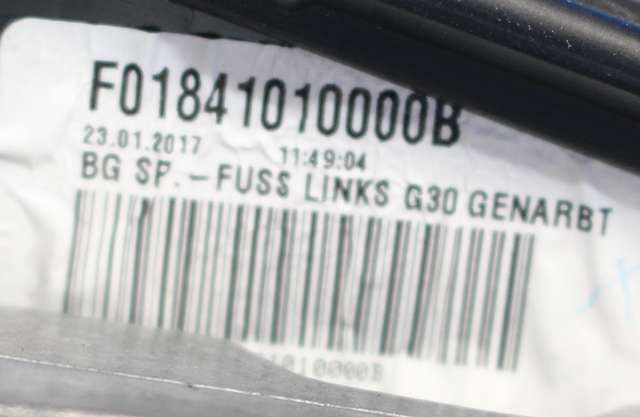 F01841010000B
23.01.2017 11:49:04
BG SP.-FUSS LINKS G30 GENARBT